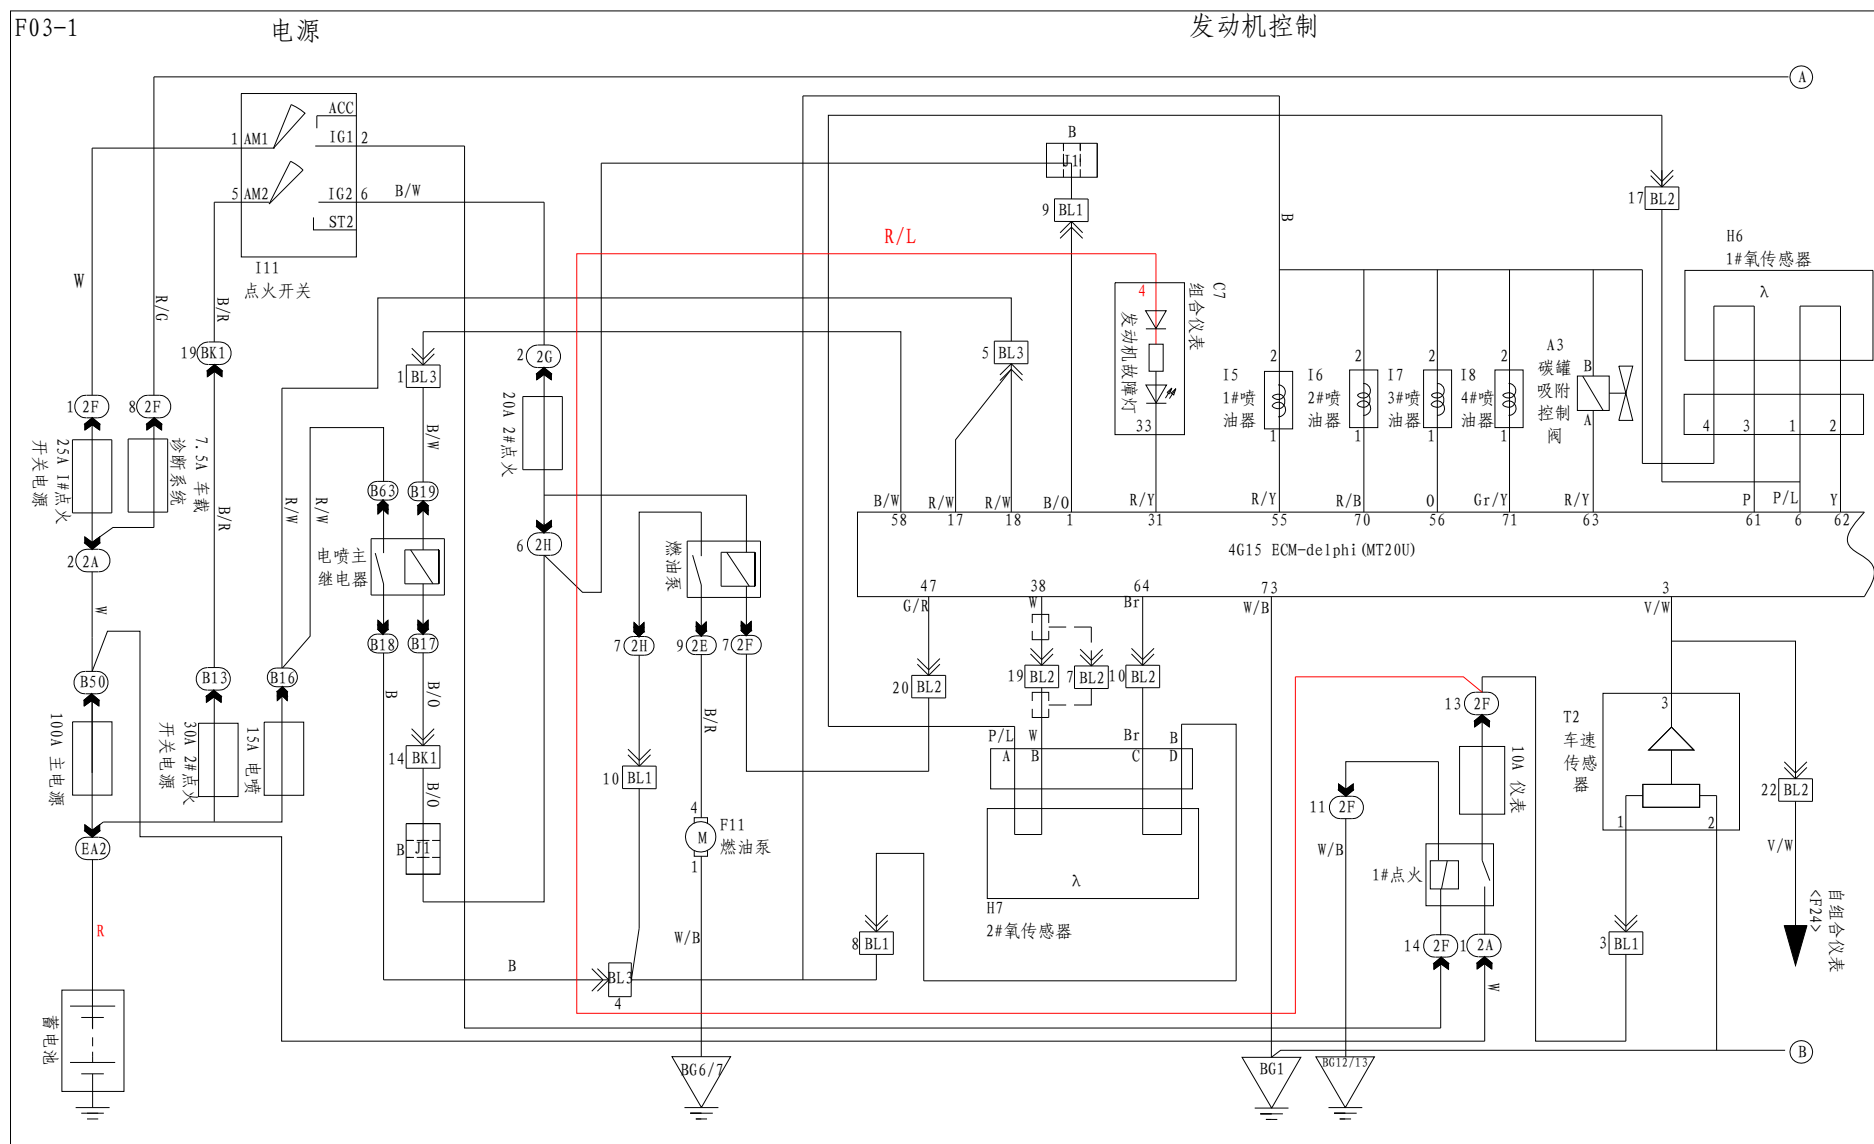 F03-1
电源
发动机控制
A
ACC
1 AM1
IG1 2
5 AM2
IG2 6
ST2
B/W
I11
点火开关
W
R/G
B/R
19 BK1
1 2F
8 2F
25A 1#点火
开关电源
7.5A 车载
诊断系统
2 2A
W
B50
100A 主电源
EA2
R
蓄电池
B/R
B13
30A 2#点火
开关电源
R/W
R/W
B16
15A 电喷
1 BL3
B/W
B63
B19
电喷主
继电器
B18
B17
B
B/O
14 BK1
B/O
B
J1
2 2G
20A 2#点火
6 2H
燃油泵
7 2H
9 2E
7 2F
B/R
10 BL1
4
M
1
F11
燃油泵
W/B
B
BL3
4
BG6/7
R/L
B
J1
9 BL1
5 BL3
4
发动机故障灯
33
C7
组合仪表
B
2
I5
1#喷
油器
1
2
I6
2#喷
油器
1
2
I7
3#喷
油器
1
2
I8
4#喷
油器
1
A3
碳罐
吸附
控制
阀
B
A
17 BL2
H6
1#氧传感器
λ
4 3 1 2
B/W R/W R/W B/O R/Y R/Y R/B O Gr/Y R/Y P P/L Y
58 17 18 1 31 55 70 56 71 63 61 6 62
4G15 ECM-delphi(MT20U)
47 38 64 73 3
G/R W Br W/B V/W
20 BL2
19 BL2
7 BL2
10 BL2
P/L W Br B
A B C D
λ
H7
2#氧传感器
8 BL1
BG1
13 2F
10A 仪表
11 2F
W/B
1#点火
14 2F
1 2A
W
BG12/13
T2
车速
传感
器
3
1 2
3 BL1
22 BL2
V/W
自组合仪表
<F24>
B